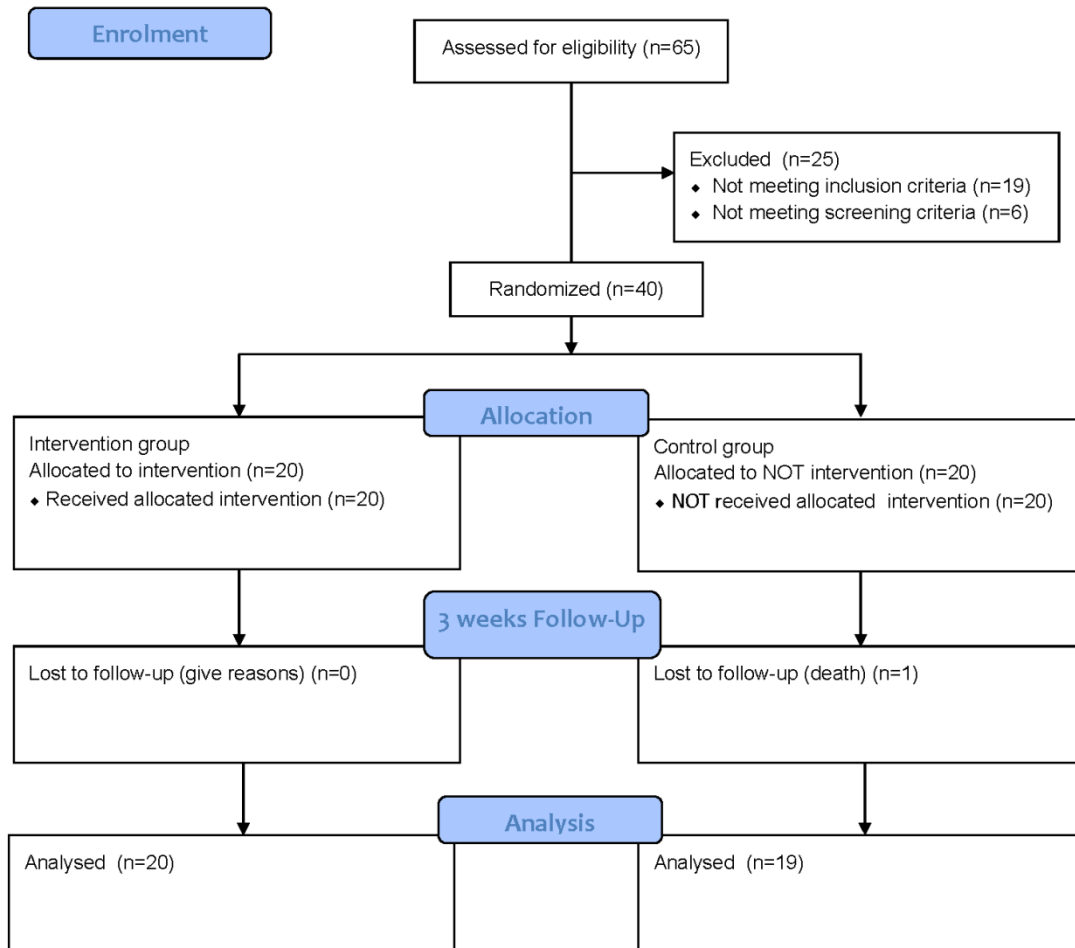 Enrolment
Assessed for eligibility (n=65)
Excluded (n=25)
♦ Not meeting inclusion criteria (n=19)
♦ Not meeting screening criteria (n=6)
Randomized (n=40)
Allocation
Intervention group
Allocated to intervention (n=20)
♦ Received allocated intervention (n=20)
Control group
Allocated to NOT intervention (n=20)
♦ NOT received allocated intervention (n=20)
3 weeks Follow-Up
Lost to follow-up (give reasons) (n=0)
Lost to follow-up (death) (n=1)
Analysis
Analysed (n=20)
Analysed (n=19)